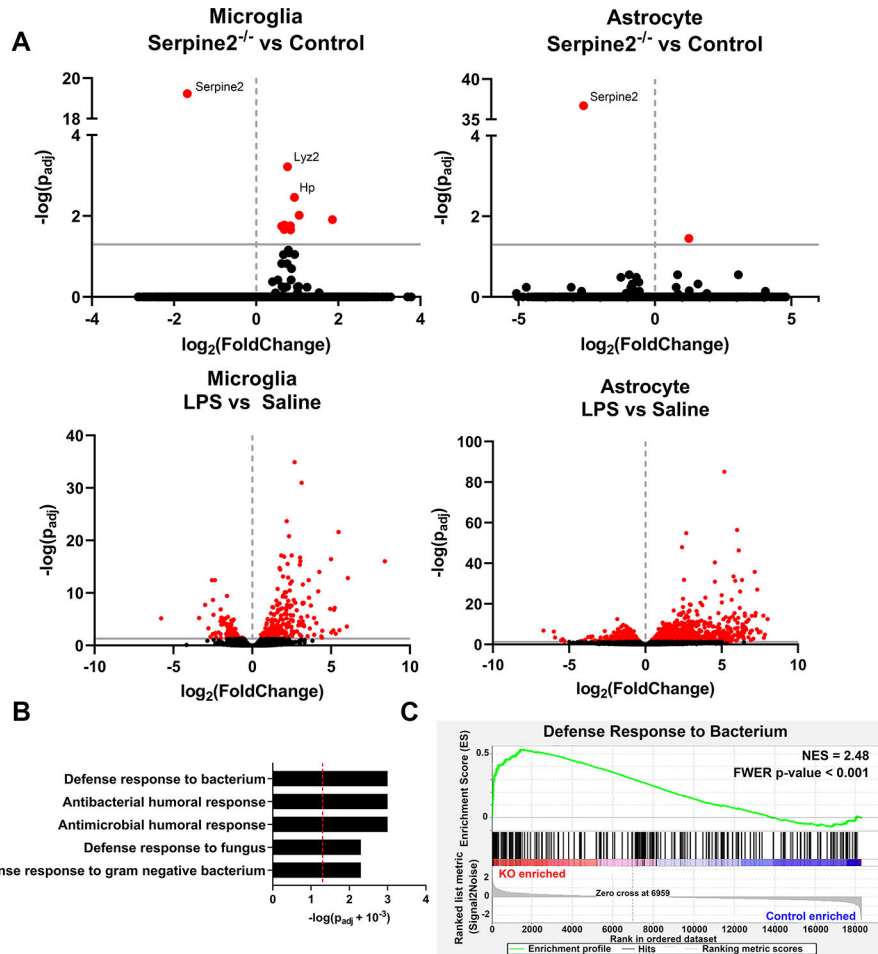 A
Microglia
Serpine2-/- vs Control
20
18
4
2
0
-4
-2
0
2
4
-log(padj)
log2(FoldChange)
Serpine2
Lyz2
Hp
Astrocyte
Serpine2-/- vs Control
40
35
4
2
0
-5
0
5
-log(padj)
log2(FoldChange)
Serpine2
Microglia
LPS vs Saline
40
30
20
10
0
-10
-5
0
5
10
-log(padj)
log2(FoldChange)
Astrocyte
LPS vs Saline
100
80
60
40
20
0
-10
-5
0
5
10
-log(padj)
log2(FoldChange)
B
Defense response to bacterium
Antibacterial humoral response
Antimicrobial humoral response
Defense response to fungus
nse response to gram negative bacterium
0
1
2
3
4
-log(padj + 10-3)
C
Defense Response to Bacterium
NES = 2.48
FWER p-value < 0.001
Enrichment Score (ES)
0.5
0
KO enriched
Zero cross at 6959
Control enriched
Ranked list metric
(Signal2Noise)
2
1
0
-2
0
2000
4000
6000
8000
10000
12000
14000
16000
18000
Rank in ordered dataset
Enrichment profile
Hits
Ranking metric scores